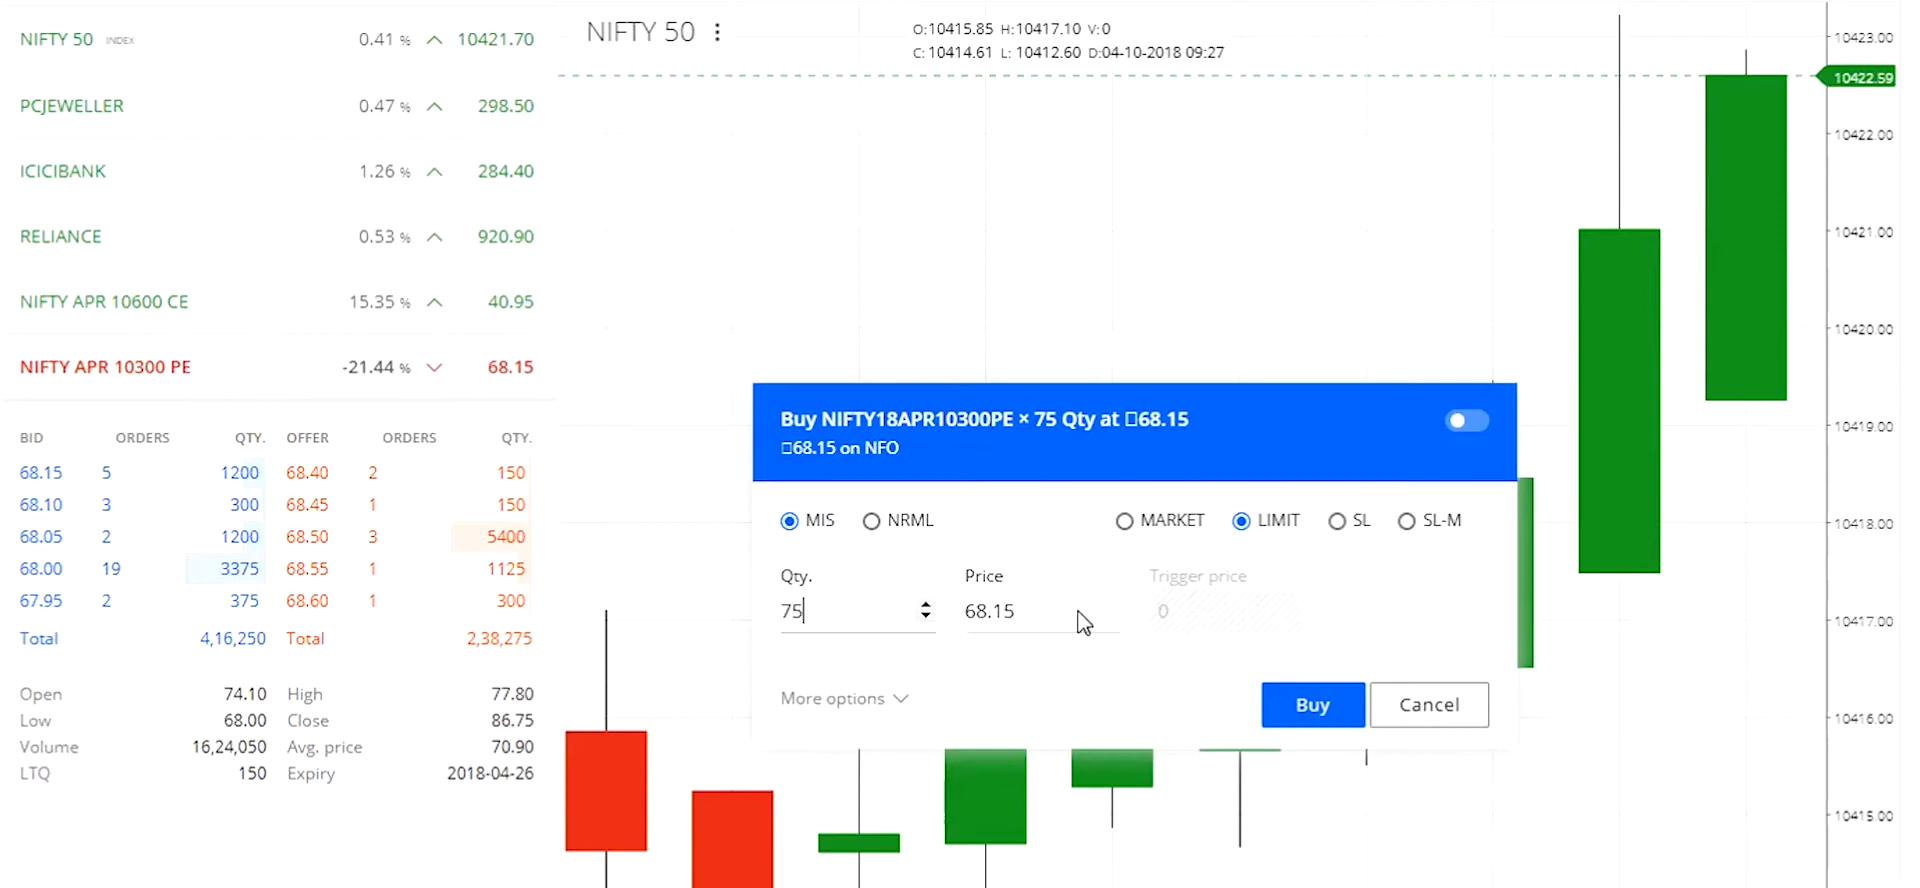 NIFTY 50 INDEX 0.41 % 10421.70
PCJEWELLER 0.47 % 298.50
ICICIBANK 1.26 % 284.40
RELIANCE 0.53 % 920.90
NIFTY APR 10600 CE 15.35 % 40.95
NIFTY APR 10300 PE -21.44 % 68.15
BID ORDERS QTY. OFFER ORDERS QTY.
68.15 5 1200 68.40 2 150
68.10 3 300 68.45 1 150
68.05 2 1200 68.50 3 5400
68.00 19 3375 68.55 1 1125
67.95 2 375 68.60 1 300
Total 4,16,250 Total 2,38,275
Open 74.10 High 77.80
Low 68.00 Close 86.75
Volume 16,24,050 Avg. price 70.90
LTQ 150 Expiry 2018-04-26
NIFTY 50
O:10415.85 H:10417.10 V:0
C: 10414.61 L: 10412.60 D:04-10-2018 09:27
Buy NIFTY18APR10300PE × 75 Qty at □68.15
□68.15 on NFO
MIS NRML MARKET LIMIT SL SL-M
Qty. Price Trigger price
75 68.15 0
More options Buy Cancel
10423.00
10422.59
10422.00
10421.00
10420.00
10419.00
10418.00
10417.00
10416.00
10415.00